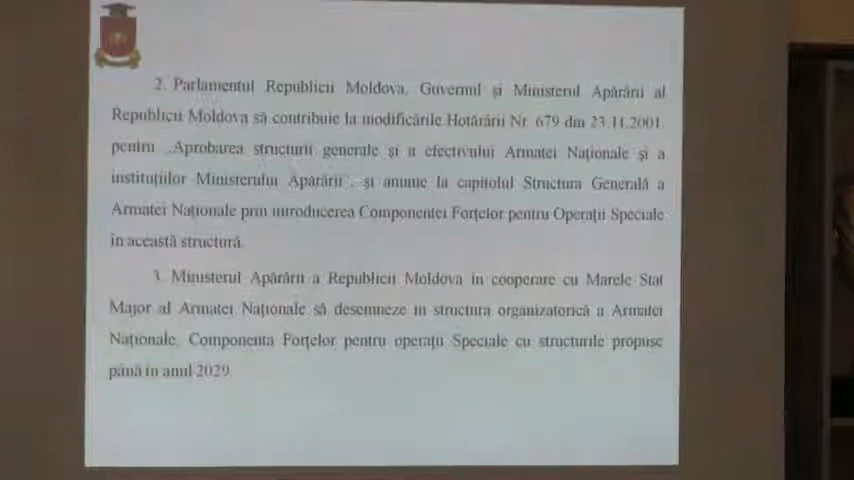 2. Parlamentul Republicii Moldova, Guvernul și Ministerul Apărării al
Republicii Moldova să contribuie la modificările Hotărârii Nr. 679 din 23.11.2001
pentru „Aprobarea structurii generale și a efectivului Armatei Naționale și a
instituțiilor Ministerului Apărării”, și anume la capitolul Structura Generală a
Armatei Naționale prin introducerea Componentei Forțelor pentru Operații Speciale
în această structură.
3. Ministerul Apărării a Republicii Moldova în cooperare cu Marele Stat
Major al Armatei Naționale să desemneze în structura organizatorică a Armatei
Naționale, Componenta Forțelor pentru operații Speciale cu structurile propuse
până în anul 2029.